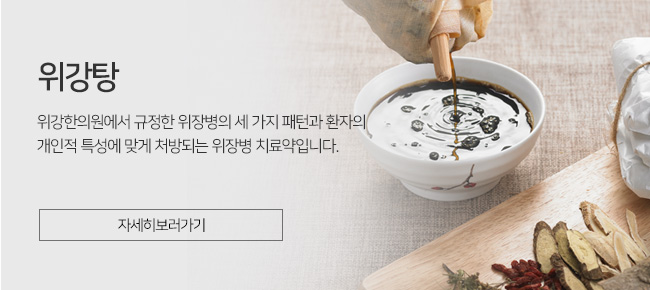 위강탕
위강한의원에서 규정한 위장병의 세 가지 패턴과 환자의
개인적 특성에 맞게 처방되는 위장병 치료약입니다.
자세히보러가기